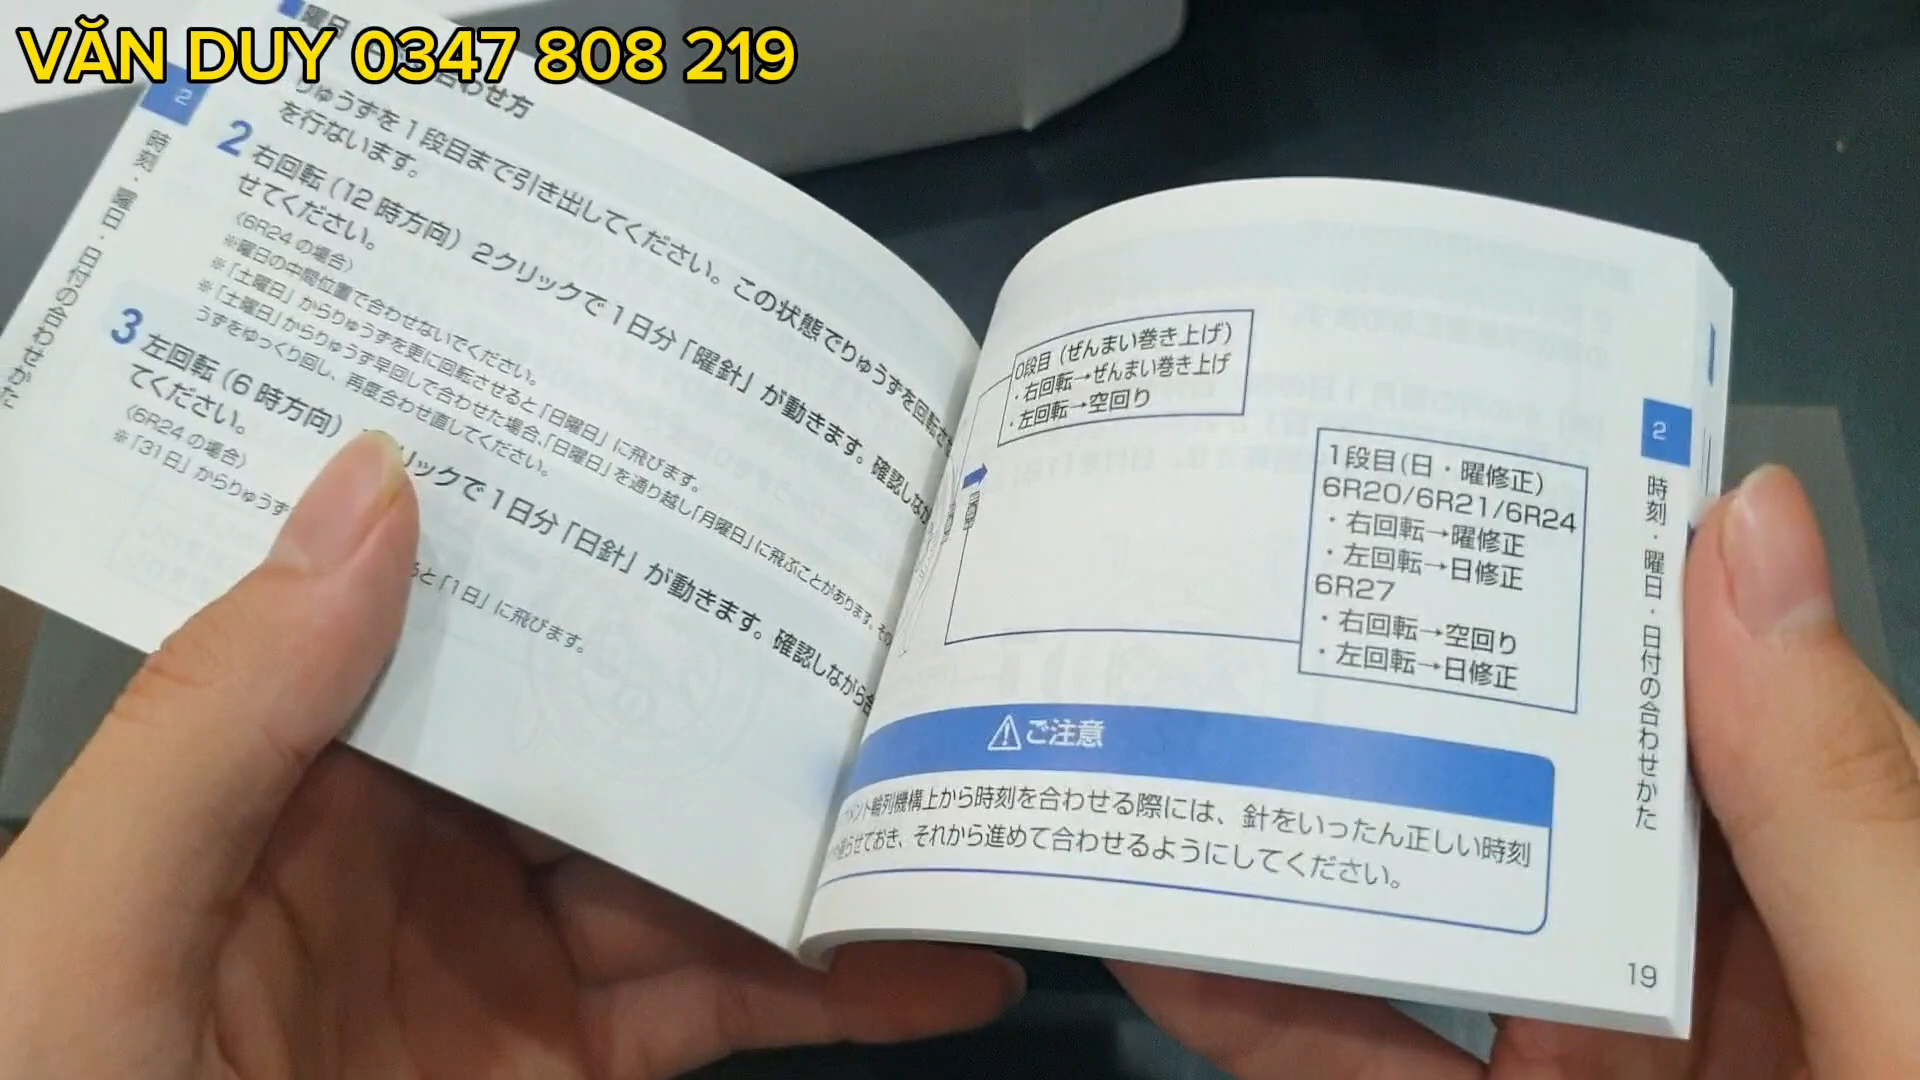 VĂN DUY 0347 808 219
2
時刻・曜日・日付の合わせかた
りゅうずを1段目まで引き出してください。この状態でりゅうずを回転さ
を行ないます。
2 右回転(12時方向)2クリックで1日分「曜針」が動きます。確認しなが
せてください。
〈6R24の場合〉
※曜日の中間位置で合わせないでください。
※「土曜日」からりゅうずを更に回転させると「日曜日」に飛びます。
※「土曜日」からりゅうず早回しで合わせた場合、「日曜日」を通り越し「月曜日」に飛ぶことがあります。その
うずをゆっくり回し、再度合わせ直してください。
3 左回転(6時方向)
リックで1日分「日針」が動きます。確認しながら合
てください。
〈6R24の場合〉
※「31日」からりゅうず
ると「1日」に飛びます。
0段目(ぜんまい巻き上げ)
・右回転→ぜんまい巻き上げ
・左回転→空回り
1段目(日・曜修正)
6R20/6R21/6R24
・右回転→曜修正
・左回転→日修正
6R27
・右回転→空回り
・左回転→日修正
⚠ご注意
輪列機構上から時刻を合わせる際には、針をいったん正しい時刻
らせておき、それから進めて合わせるようにしてください。
2
時刻・曜日・日付の合わせかた
19